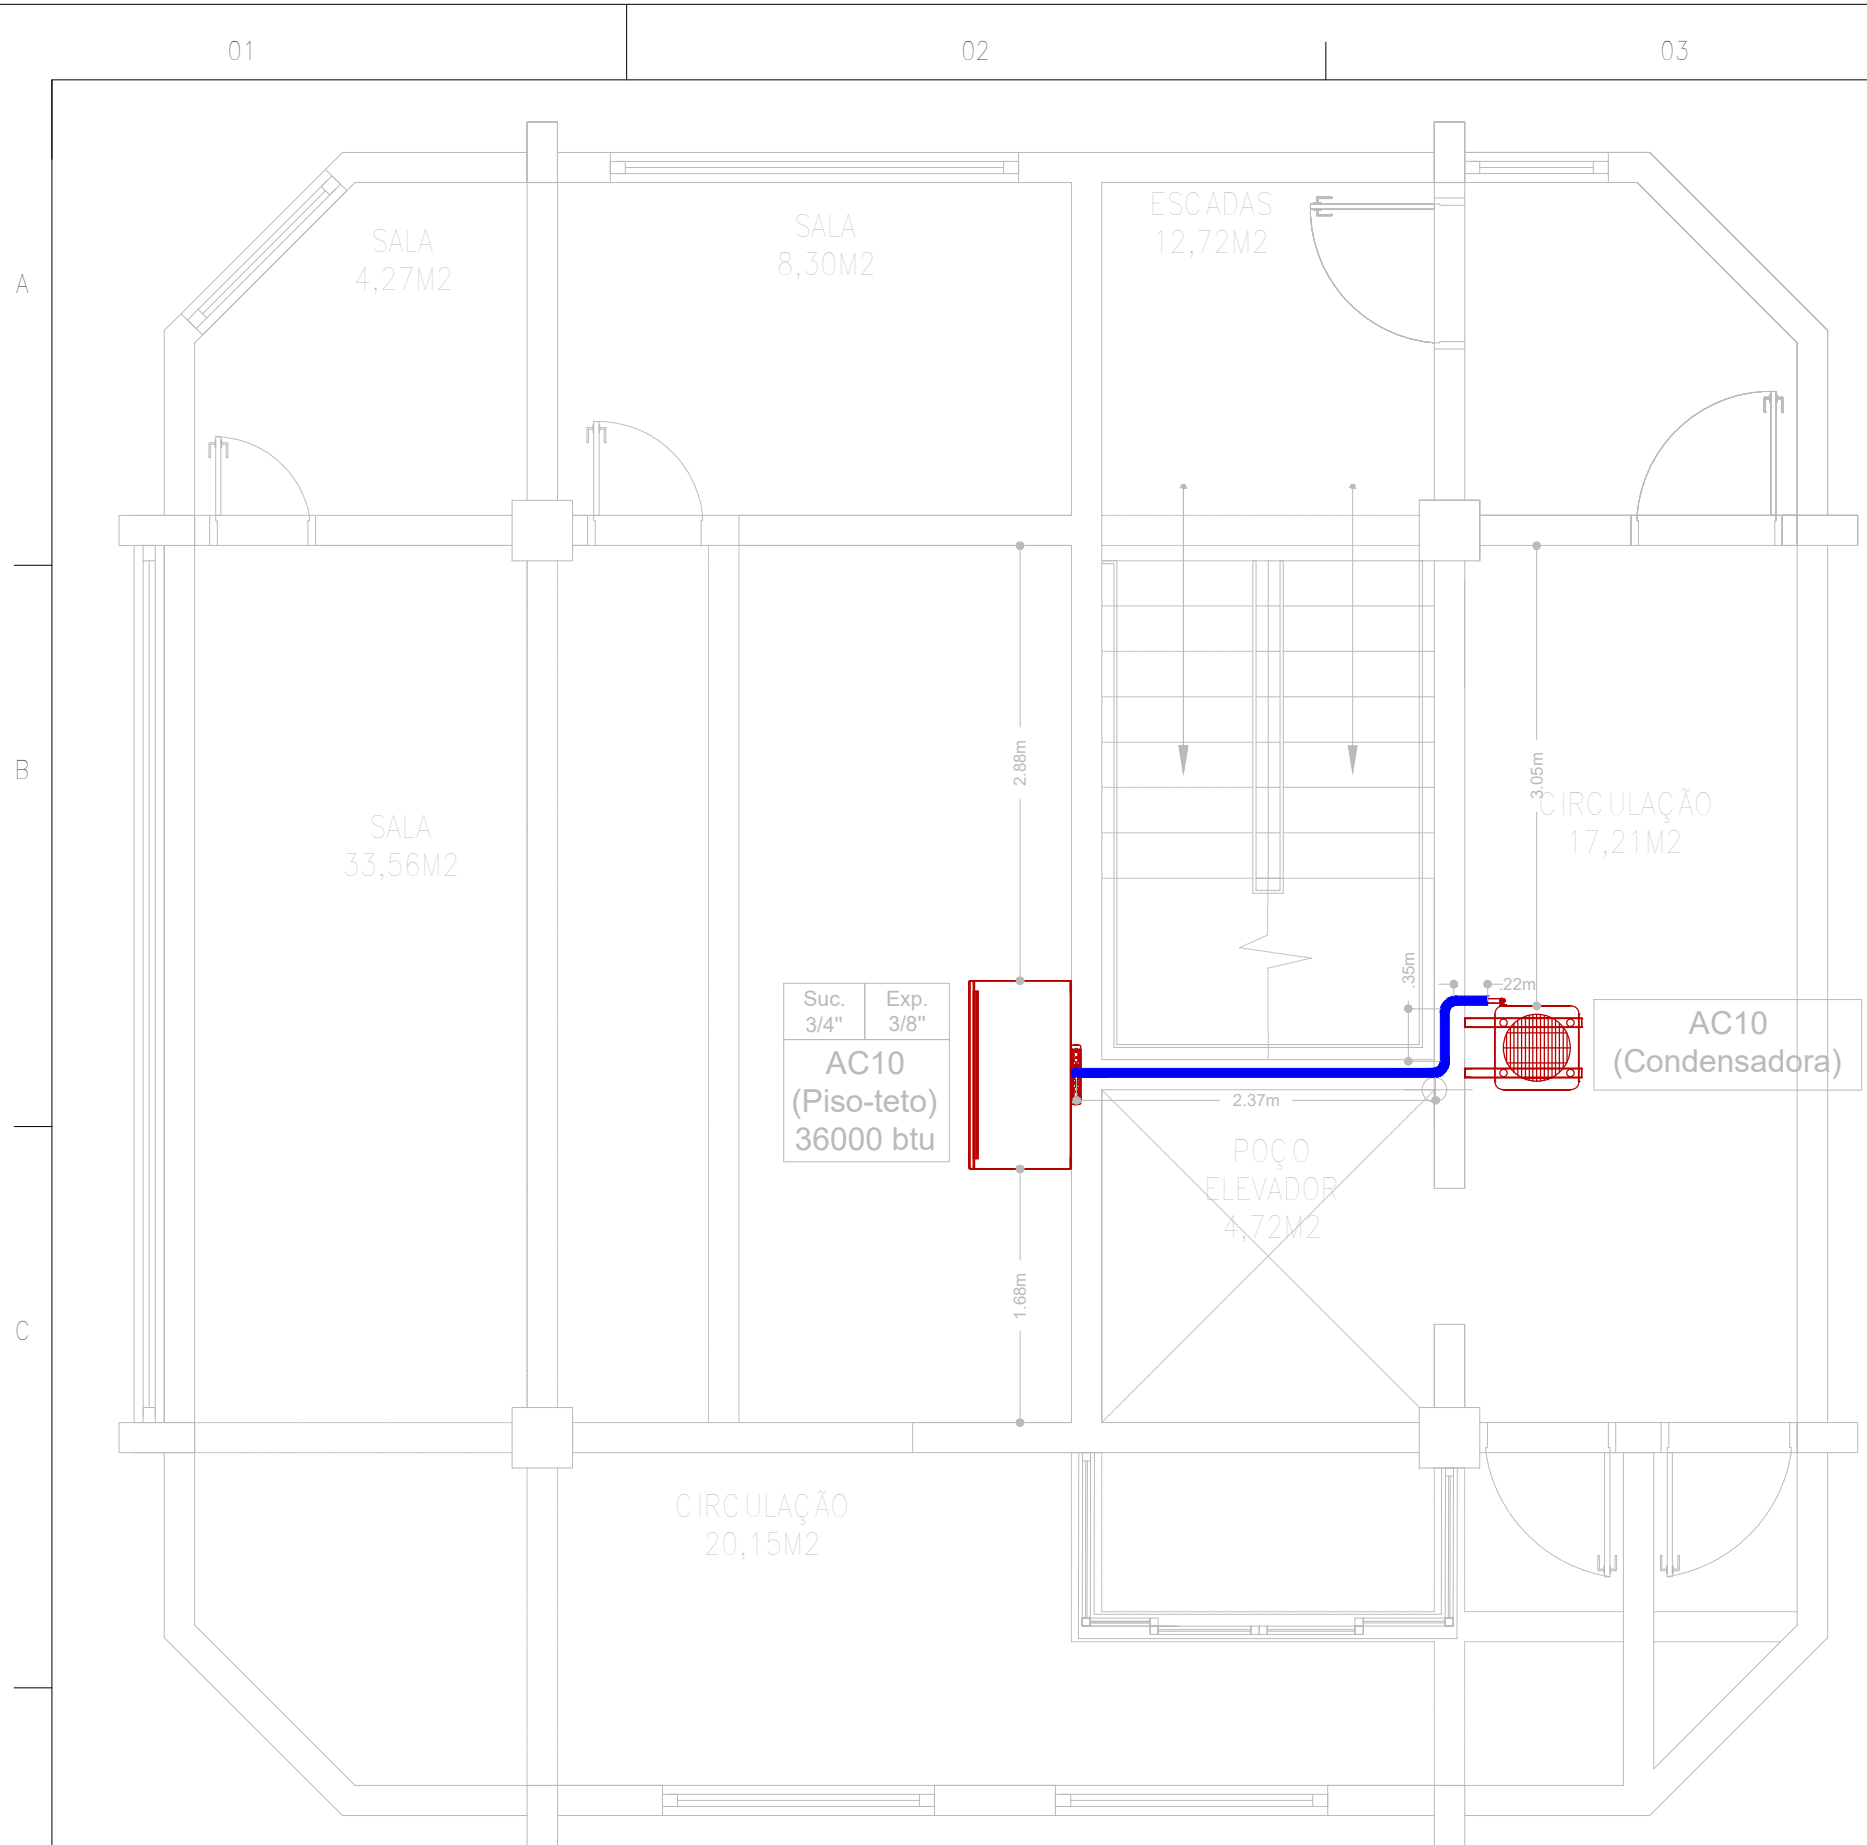 01
02
03
A
B
C
SALA
4,27M2
SALA
8,30M2
ESCADAS
12,72M2
2.88m
3.05m
CIRCULAÇÃO
17,21M2
SALA
33,56M2
.35m
.22m
Suc.
3/4"
Exp.
3/8"
AC10
(Piso-teto)
36000 btu
AC10
(Condensadora)
2.37m
POÇO
ELEVADOR
4,72M2
1.68m
CIRCULAÇÃO
20,15M2